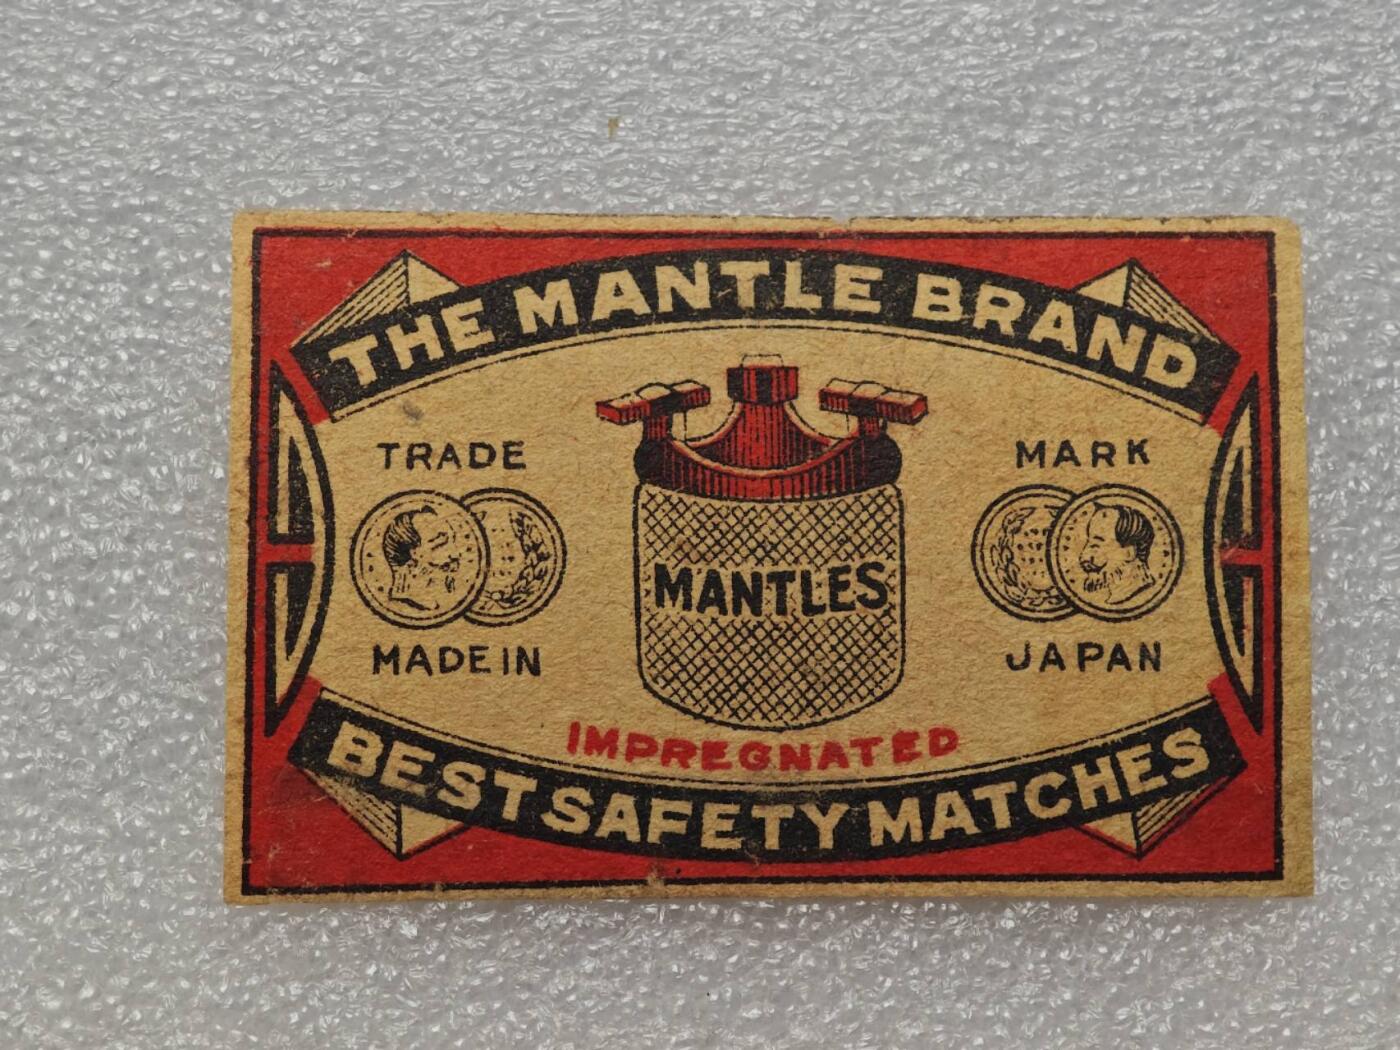 THE MANTLE BRAND
TRADE MARK
MANTLES
MADE IN JAPAN
IMPREGNATED
BEST SAFETY MATCHES